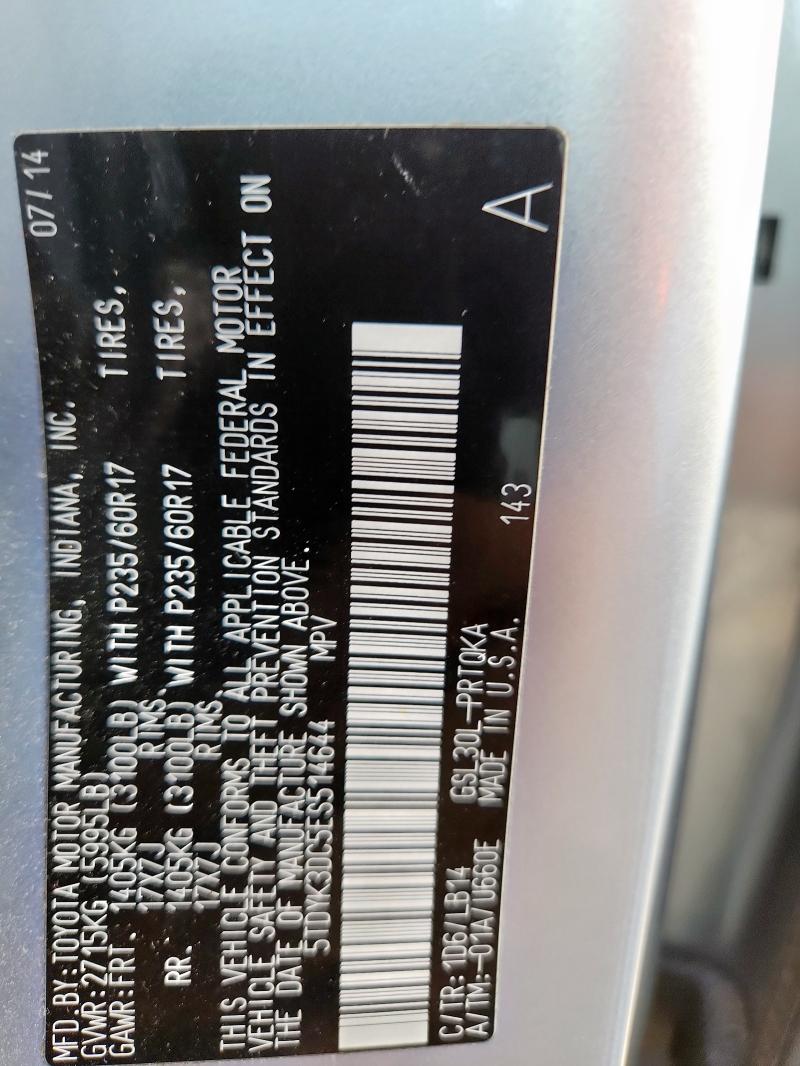 MFD.BY:TOYOTA MOTOR MANUFACTURING, INDIANA, INC. 07/14
GVWR:2715KG (5995LB)
GAWR:FRT. 1405KG (3100LB) WITH P235/60R17 TIRES,
17X7J RIMS.
RR. 1405KG (3100LB) WITH P235/60R17 TIRES,
17X7J RIMS.
THIS VEHICLE CONFORMS TO ALL APPLICABLE FEDERAL MOTOR
VEHICLE SAFETY AND THEFT PREVENTION STANDARDS IN EFFECT ON
THE DATE OF MANUFACTURE SHOWN ABOVE.
5TDYK3DC5FS514644 MPV
C/TR:1D6/LB14 GSL30L-PRTQKA
A/TM:-01A/U660E MADE IN U.S.A. 143 A